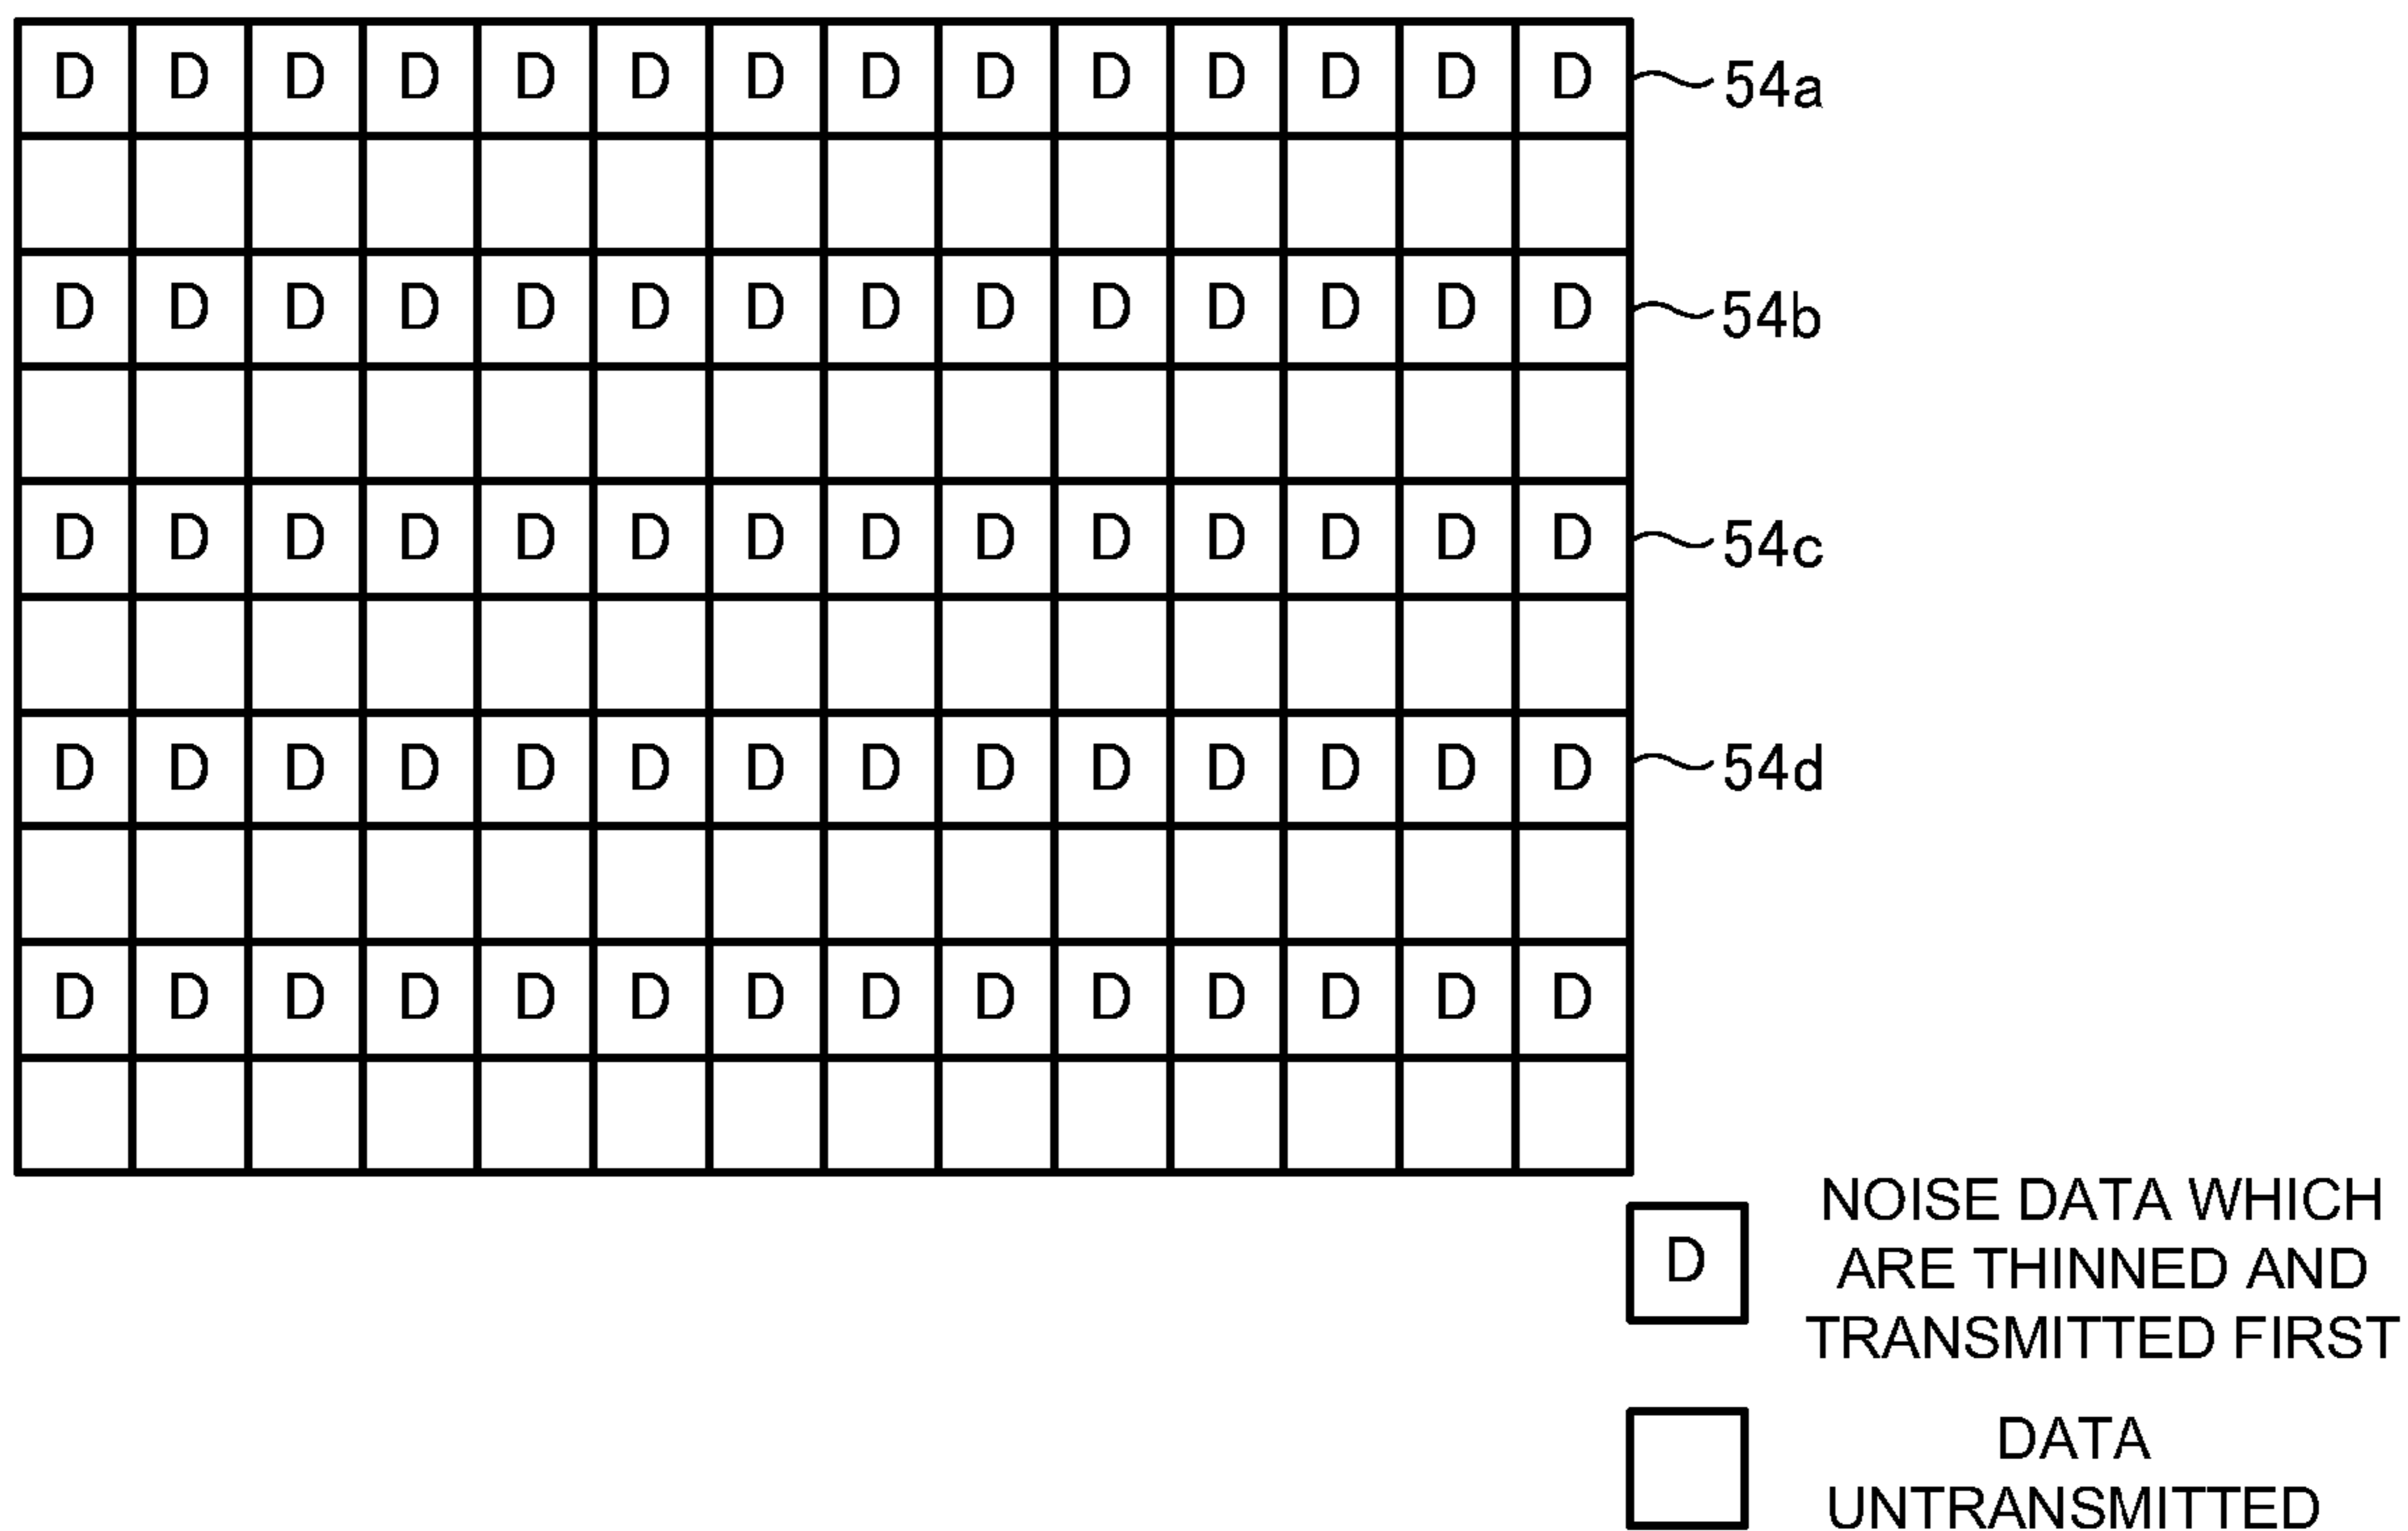 D D D D D D D D D D D D D D 54a
D D D D D D D D D D D D D D 54b
D D D D D D D D D D D D D D 54c
D D D D D D D D D D D D D D 54d
D D D D D D D D D D D D D D
D
NOISE DATA WHICH
ARE THINNED AND
TRANSMITTED FIRST
DATA
UNTRANSMITTED